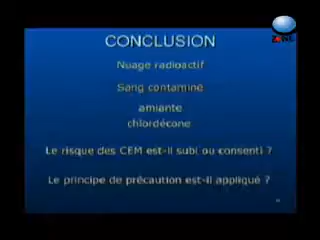 CONCLUSION
Nuage radioactif
Sang contaminé
amiante
chlordécone
Le risque des CEM est-il subi ou consenti ?
Le principe de précaution est-il appliqué ?